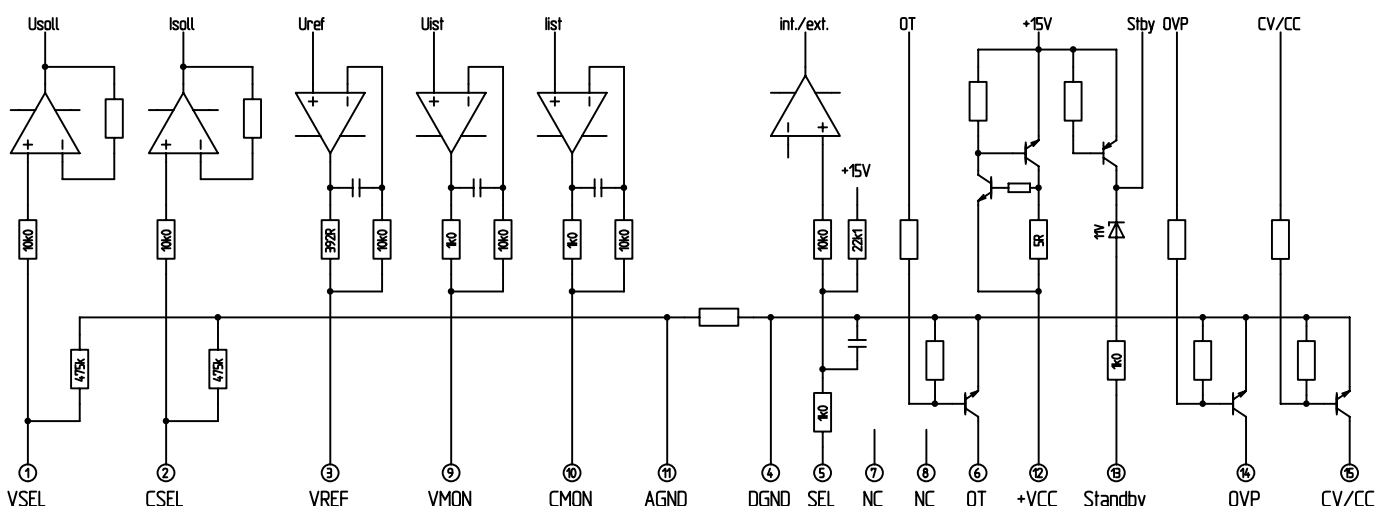 Usoll Isoll Uref Uist Iist int./ext. OT +15V Stby OVP CV/CC
+ - + - + - + - + - - +
+15V
10k0 10k0 392R 10k0 1k0 10k0 1k0 10k0 10k0 22k1 5R 11V
475k 475k 1k0
1k0
1 2 3 9 10 11 4 5 7 8 6 12 13 14 15
VSEL CSEL VREF VMON CMON AGND DGND SEL NC NC OT +VCC Standby OVP CV/CC